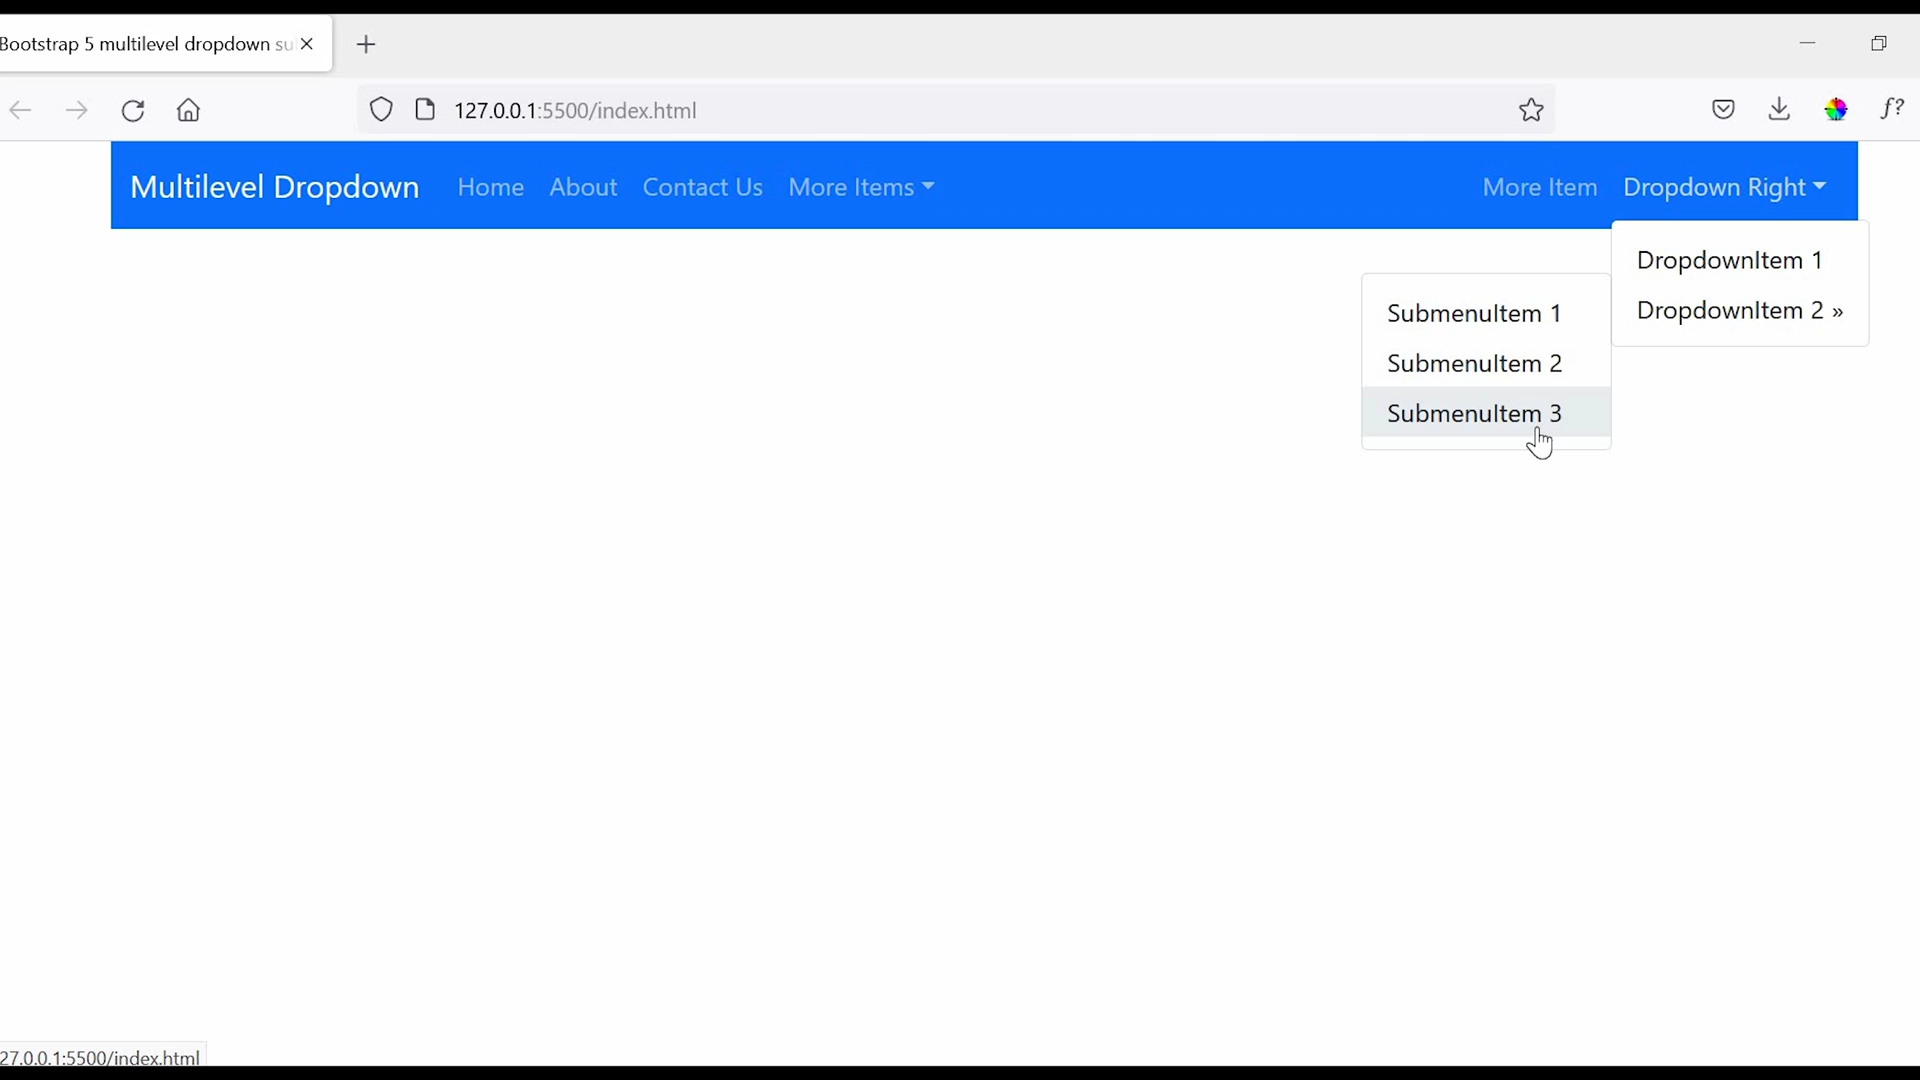 Bootstrap 5 multilevel dropdown su
127.0.0.1:5500/index.html
f?
Multilevel Dropdown Home About Contact Us More Items More Item Dropdown Right
DropdownItem 1
DropdownItem 2 »
SubmenuItem 1
SubmenuItem 2
SubmenuItem 3
27.0.0.1:5500/index.html